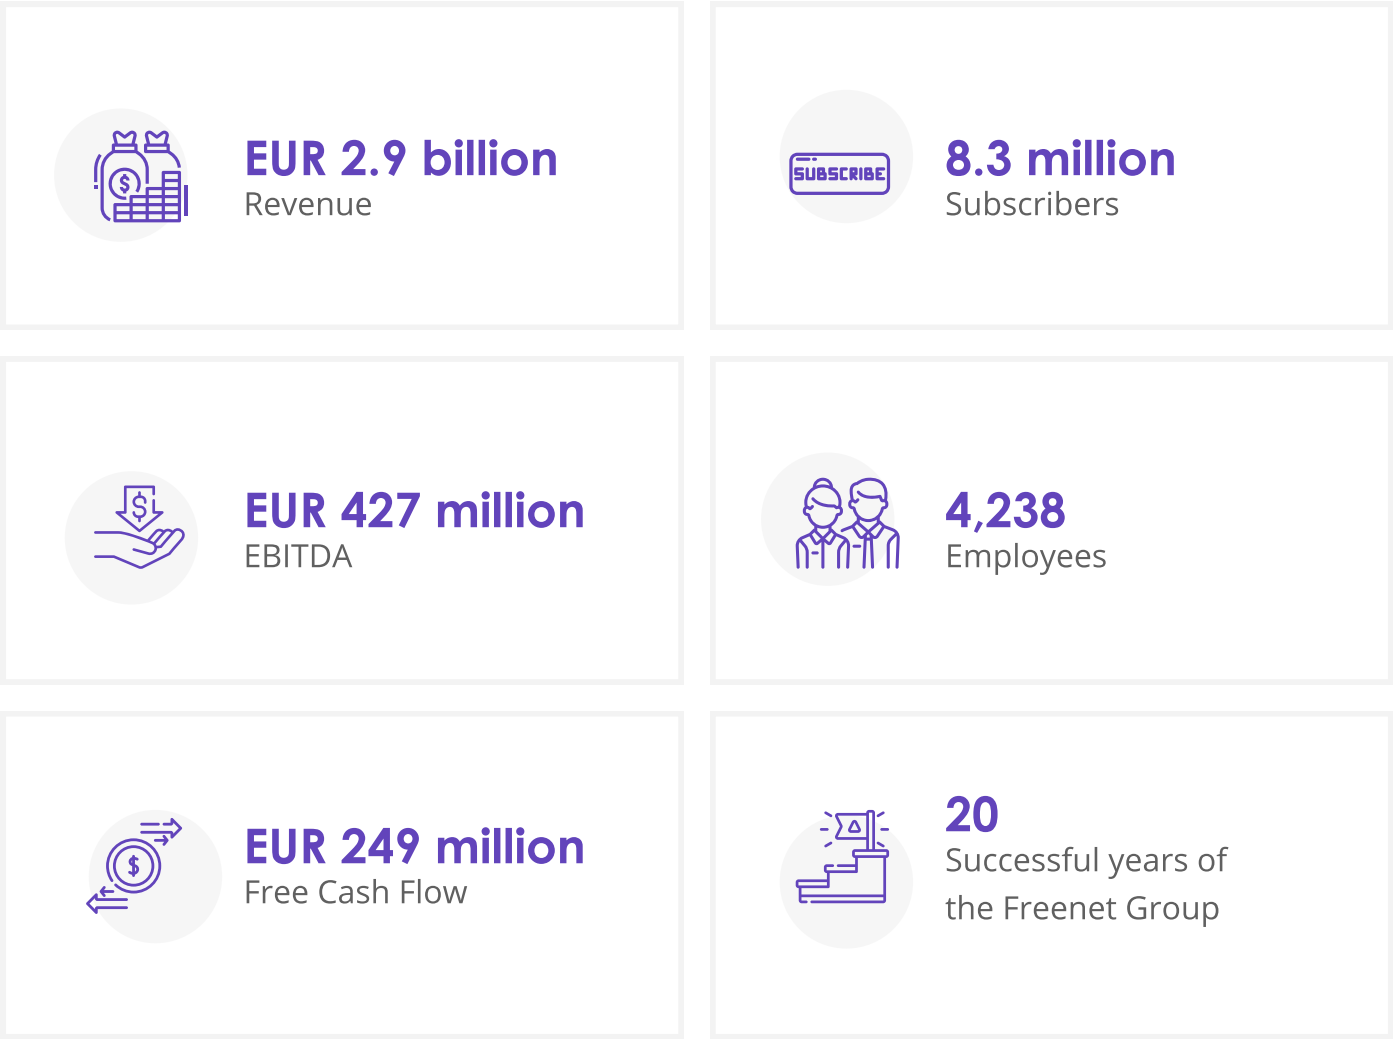 EUR 2.9 billion
Revenue
SUBSCRIBE
8.3 million
Subscribers
$
EUR 427 million
EBITDA
4,238
Employees
$
EUR 249 million
Free Cash Flow
20
Successful years of
the Freenet Group